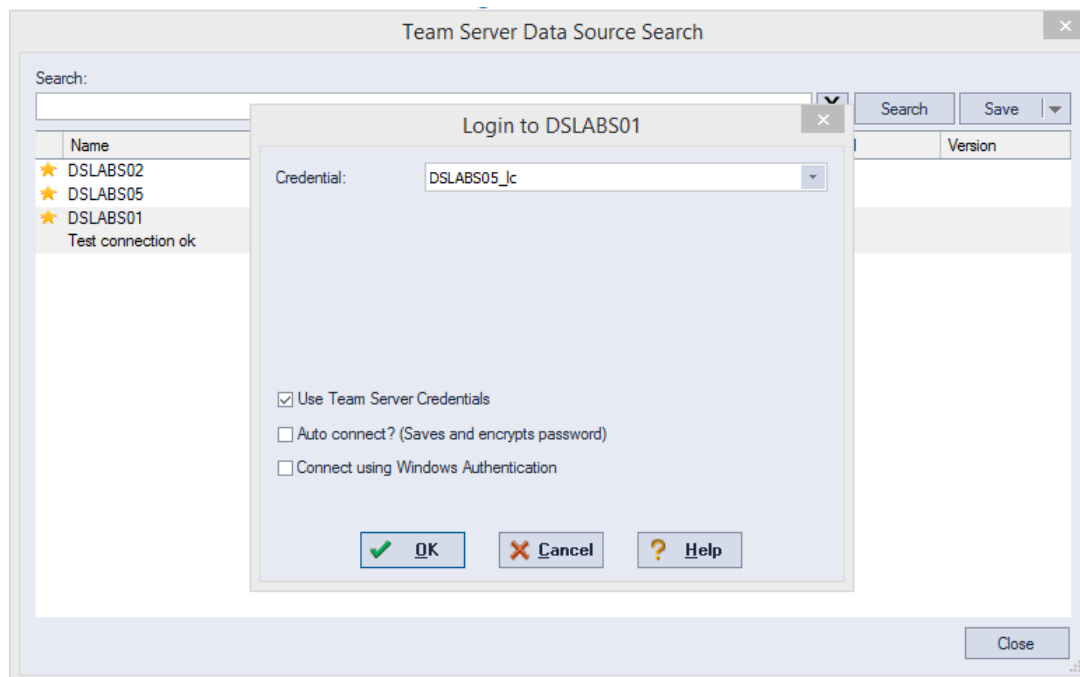 Team Server Data Source Search
Search:
Search
Save
Name
Version
DSLABS02
DSLABS05
DSLABS01
Test connection ok
Login to DSLABS01
Credential:
DSLABS05_lc
Use Team Server Credentials
Auto connect? (Saves and encrypts password)
Connect using Windows Authentication
OK
Cancel
Help
Close